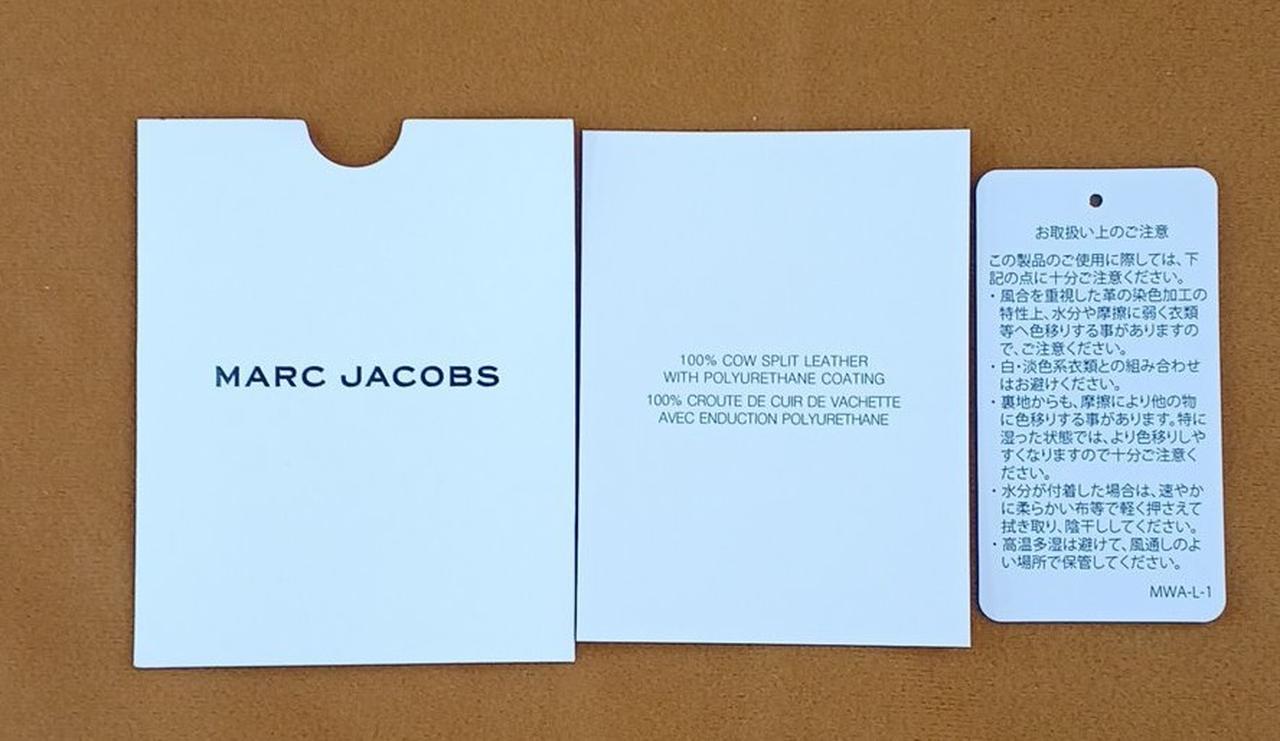 MARC JACOBS
100% COW SPLIT LEATHER
WITH POLYURETHANE COATING
100% CROUTE DE CUIR DE VACHETTE
AVEC ENDUCTION POLYURETHANE
お取扱い上のご注意
この製品のご使用に際しては、下
記の点に十分ご注意ください。
・風合を重視した革の染色加工の
特性上、水分や摩擦に弱く衣類
等へ色移りする事がありますの
で、ご注意ください。
・白・淡色系衣類との組み合わせ
はお避けください。
・裏地からも、摩擦により他の物
に色移りする事があります。特に
湿った状態では、より色移りしや
すくなりますので十分ご注意く
ださい。
・水分が付着した場合は、速やか
に柔らかい布等で軽く押さえて
拭き取り、陰干ししてください。
・高温多湿は避けて、風通しのよ
い場所で保管してください。
MWA-L-1